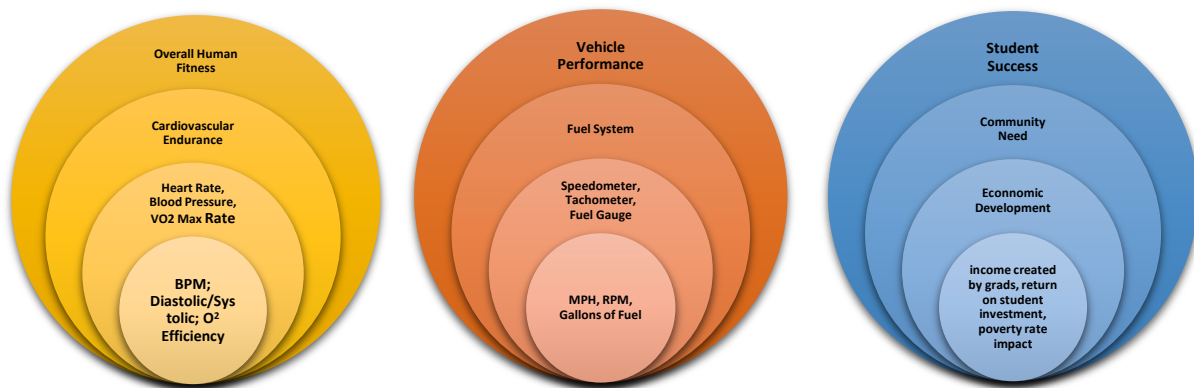 Overall Human
Fitness
Cardiovascular
Endurance
Heart Rate,
Blood Pressure,
VO2 Max Rate
BPM;
Diastolic/Sys
tolic; O²
Efficiency
Vehicle
Performance
Fuel System
Speedometer,
Tachometer,
Fuel Gauge
MPH, RPM,
Gallons of Fuel
Student
Success
Community
Need
Econnomic
Development
income created
by grads, return
on student
investment,
poverty rate
impact